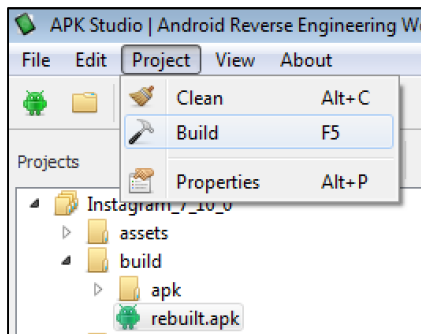 APK Studio | Android Reverse Engineering
File Edit Project View About
Clean Alt+C
Build F5
Projects
Properties Alt+P
Instagram_7_10_0
assets
build
apk
rebuilt.apk